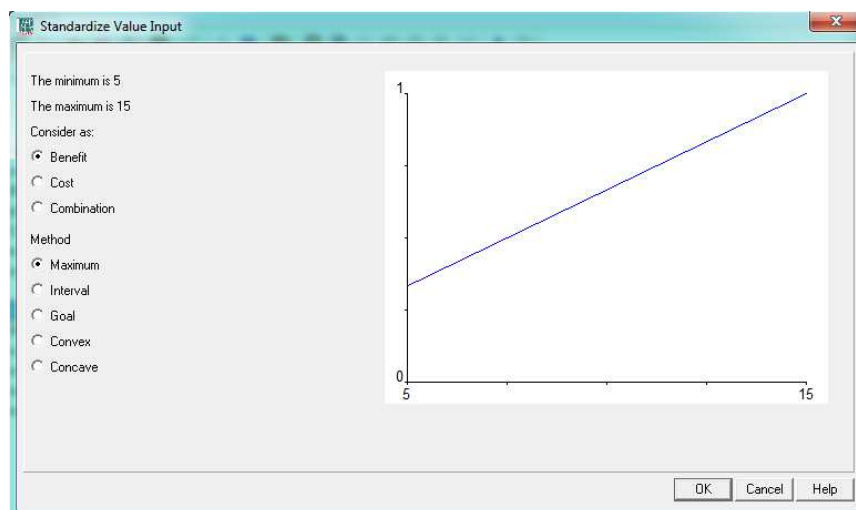 Standardize Value Input
The minimum is 5
The maximum is 15
Consider as:
Benefit
Cost
Combination
Method
Maximum
Interval
Goal
Convex
Concave
1
0
5
15
OK
Cancel
Help